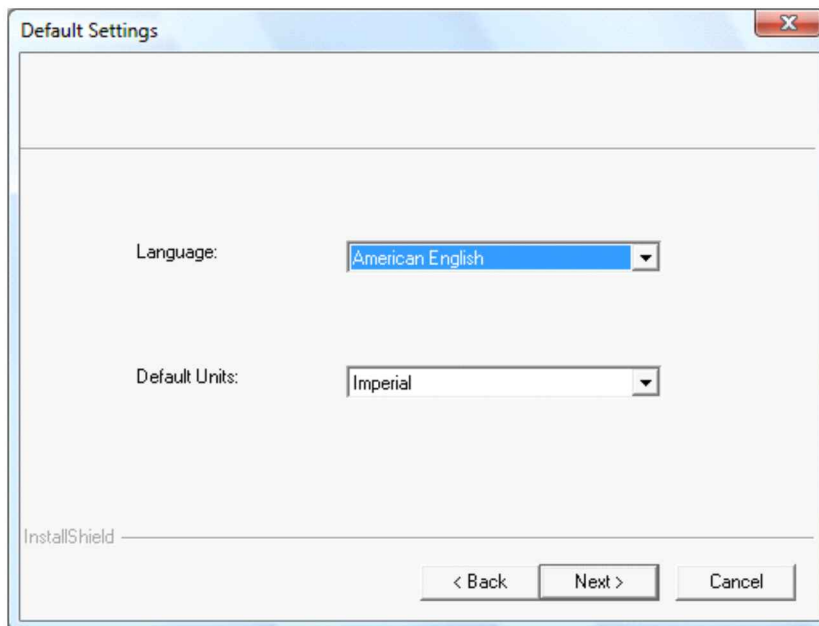 Default Settings
Language:
American English
Default Units:
Imperial
InstallShield
< Back
Next >
Cancel